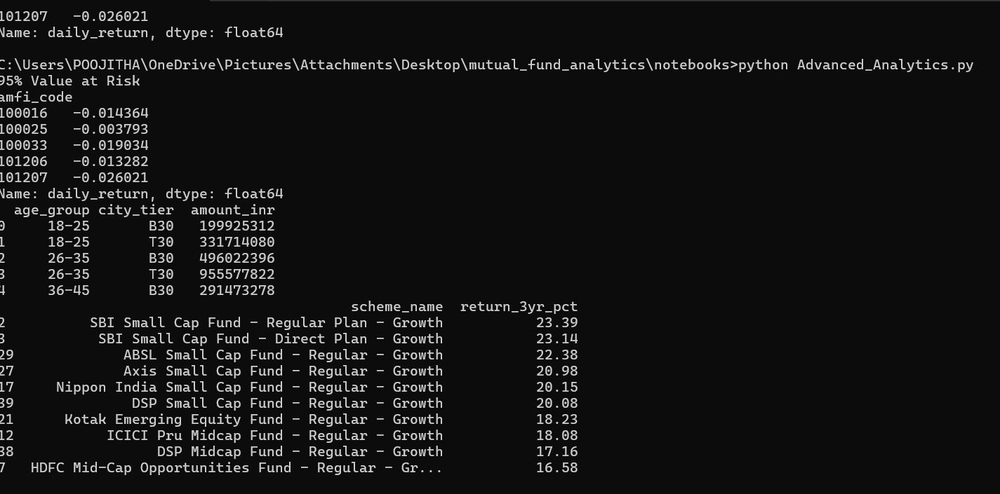 101207   -0.026021
Name: daily_return, dtype: float64
C:\Users\POOJITHA\OneDrive\Pictures\Attachments\Desktop\mutual_fund_analytics\notebooks>python Advanced_Analytics.py
95% Value at Risk
amfi_code
100016   -0.014364
100025   -0.003793
100033   -0.019034
101206   -0.013282
101207   -0.026021
Name: daily_return, dtype: float64
  age_group city_tier  amount_inr
0     18-25       B30   199925312
1     18-25       T30   331714080
2     26-35       B30   496022396
3     26-35       T30   955577822
4     36-45       B30   291473278
scheme_name  return_3yr_pct
2   SBI Small Cap Fund - Regular Plan - Growth   23.39
3   SBI Small Cap Fund - Direct Plan - Growth   23.14
29   ABSL Small Cap Fund - Regular - Growth   22.38
27   Axis Small Cap Fund - Regular - Growth   20.98
17   Nippon India Small Cap Fund - Regular - Growth   20.15
39   DSP Small Cap Fund - Regular - Growth   20.08
21   Kotak Emerging Equity Fund - Regular - Growth   18.23
12   ICICI Pru Midcap Fund - Regular - Growth   18.08
38   DSP Midcap Fund - Regular - Growth   17.16
7   HDFC Mid-Cap Opportunities Fund - Regular - Gr...   16.58